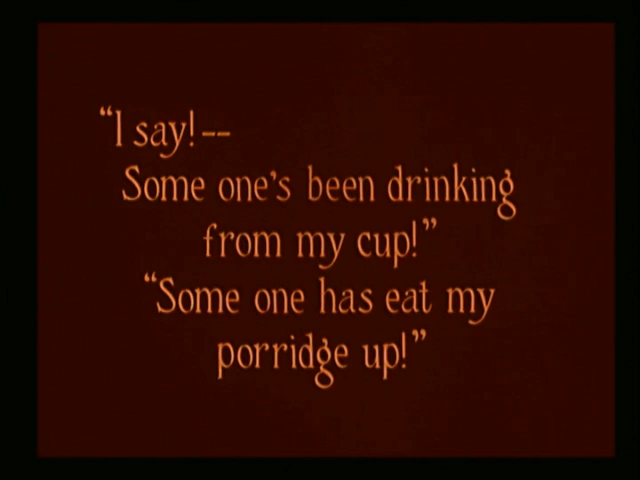 “I say!--
Some one's been drinking
from my cup!”
“Some one has eat my
porridge up!”